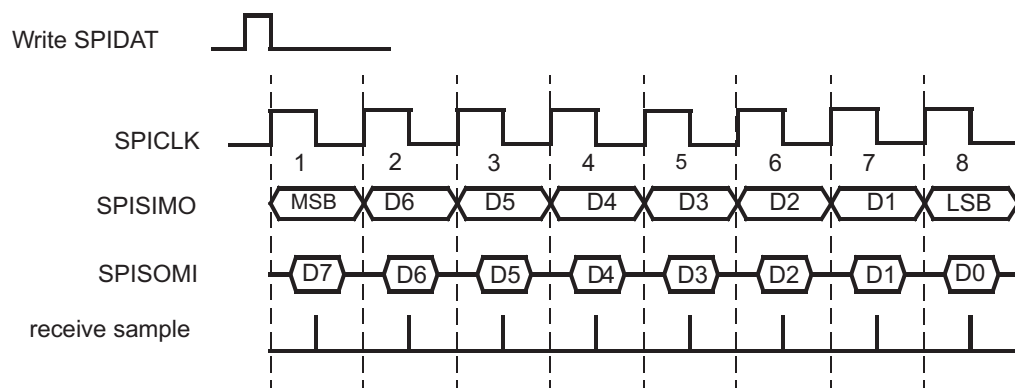 Write SPIDAT
SPICLK
1 2 3 4 5 6 7 8
SPISIMO MSB D6 D5 D4 D3 D2 D1 LSB
SPISOMI D7 D6 D5 D4 D3 D2 D1 D0
receive sample